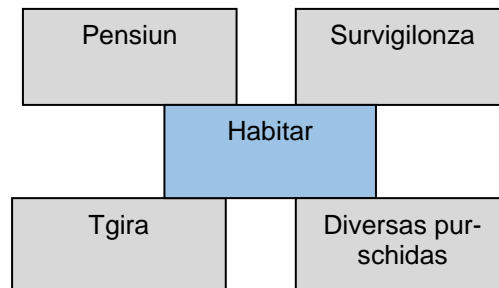 Pensiun
Survigilonza
Habitar
Tgira
Diversas pur-
schidas